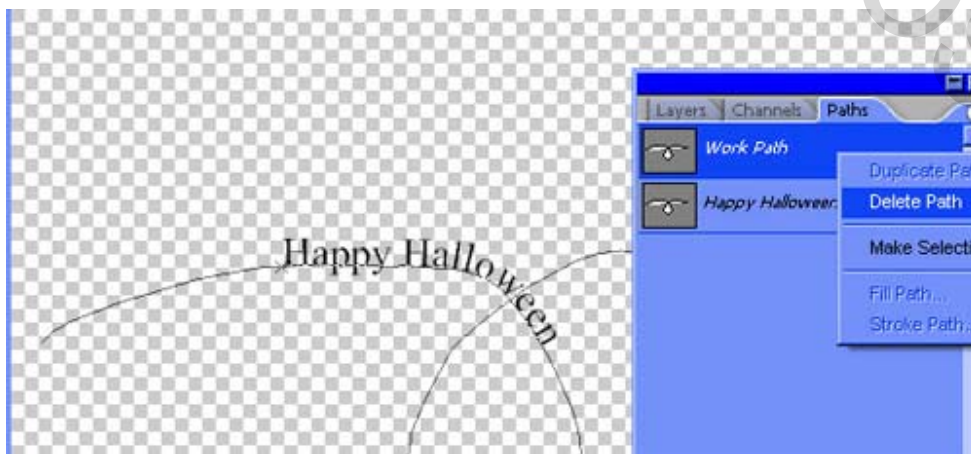 Layers Channels Paths
Work Path
Duplicate Pa
Happy Halloween
Delete Path
Happy Halloween
Make Selecti
Fill Path...
Stroke Path..